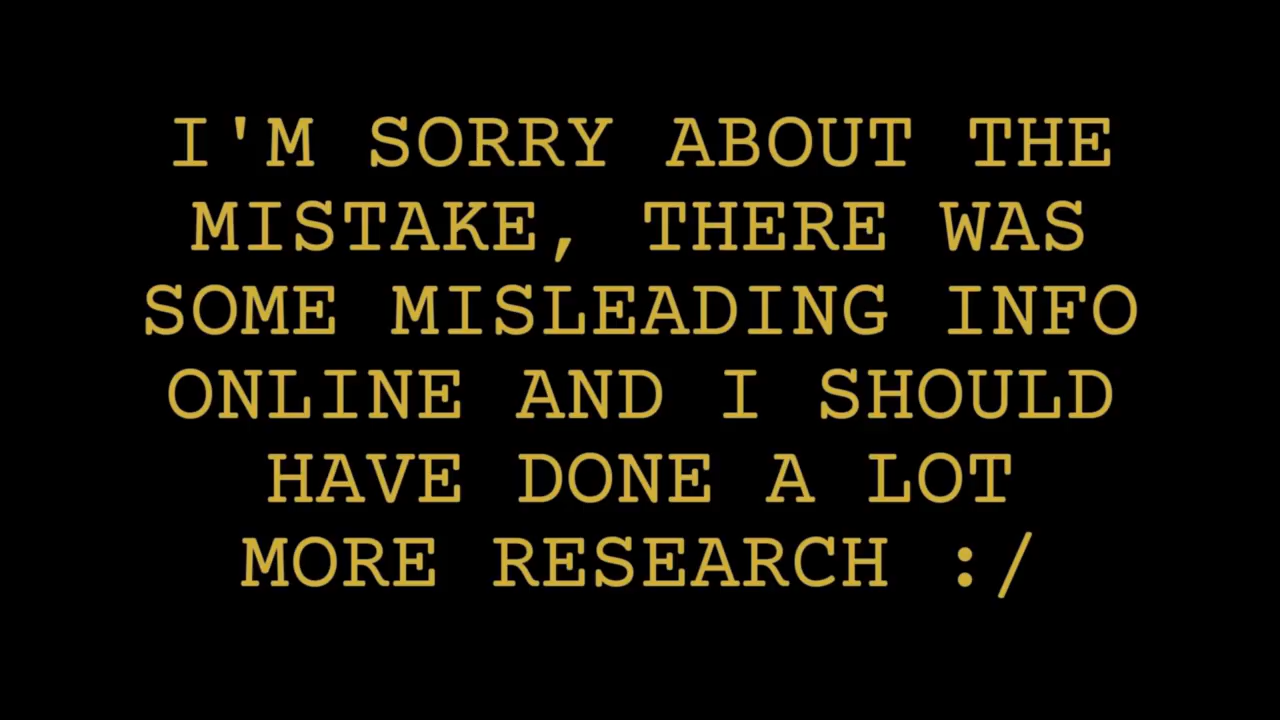 I'M SORRY ABOUT THE
MISTAKE, THERE WAS
SOME MISLEADING INFO
ONLINE AND I SHOULD
HAVE DONE A LOT
MORE RESEARCH :/